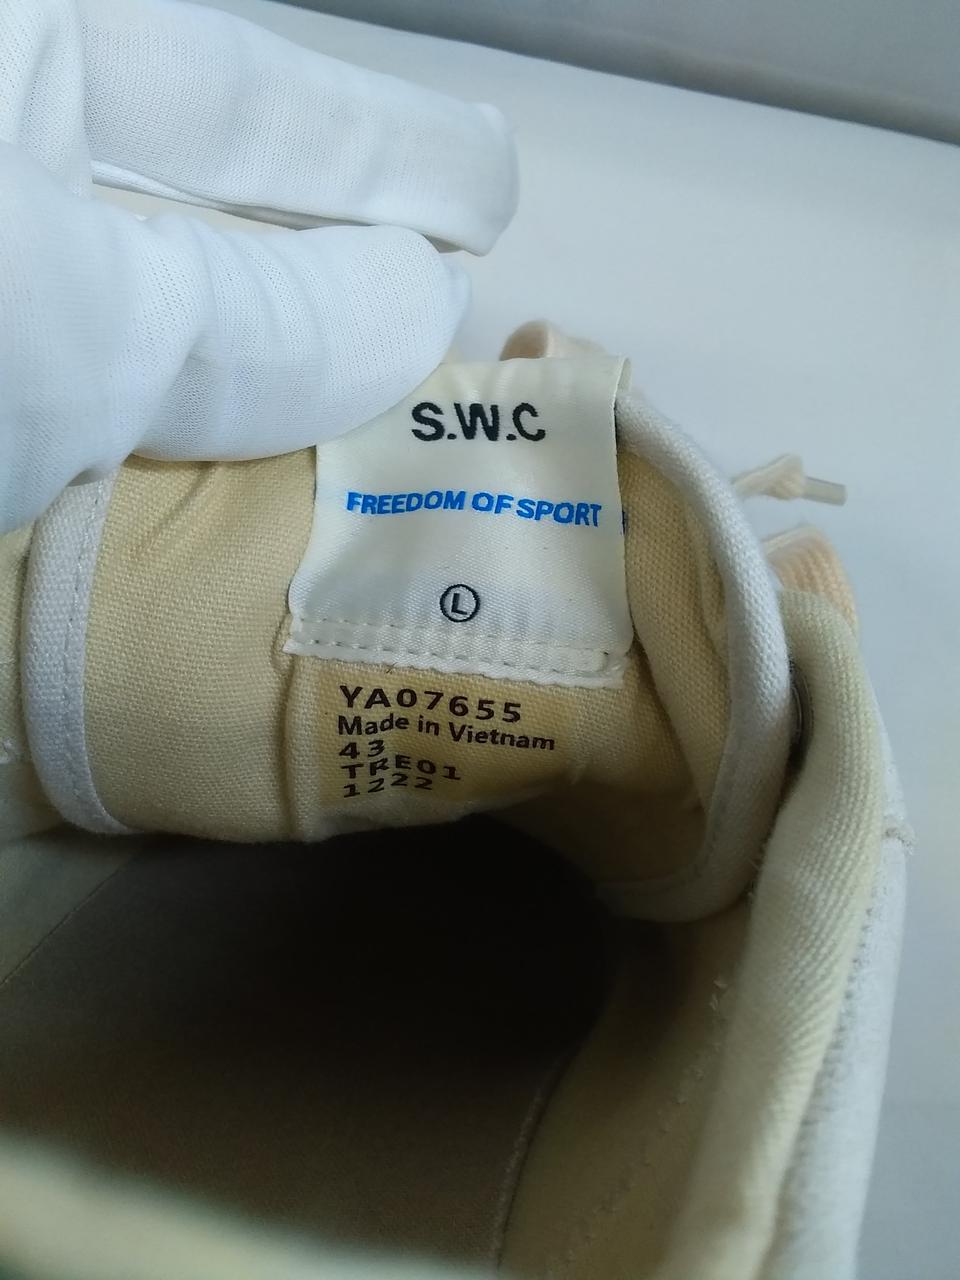 S.W.C
FREEDOM OF SPORT
L
YA07655
Made in Vietnam
43
TRE01
1222